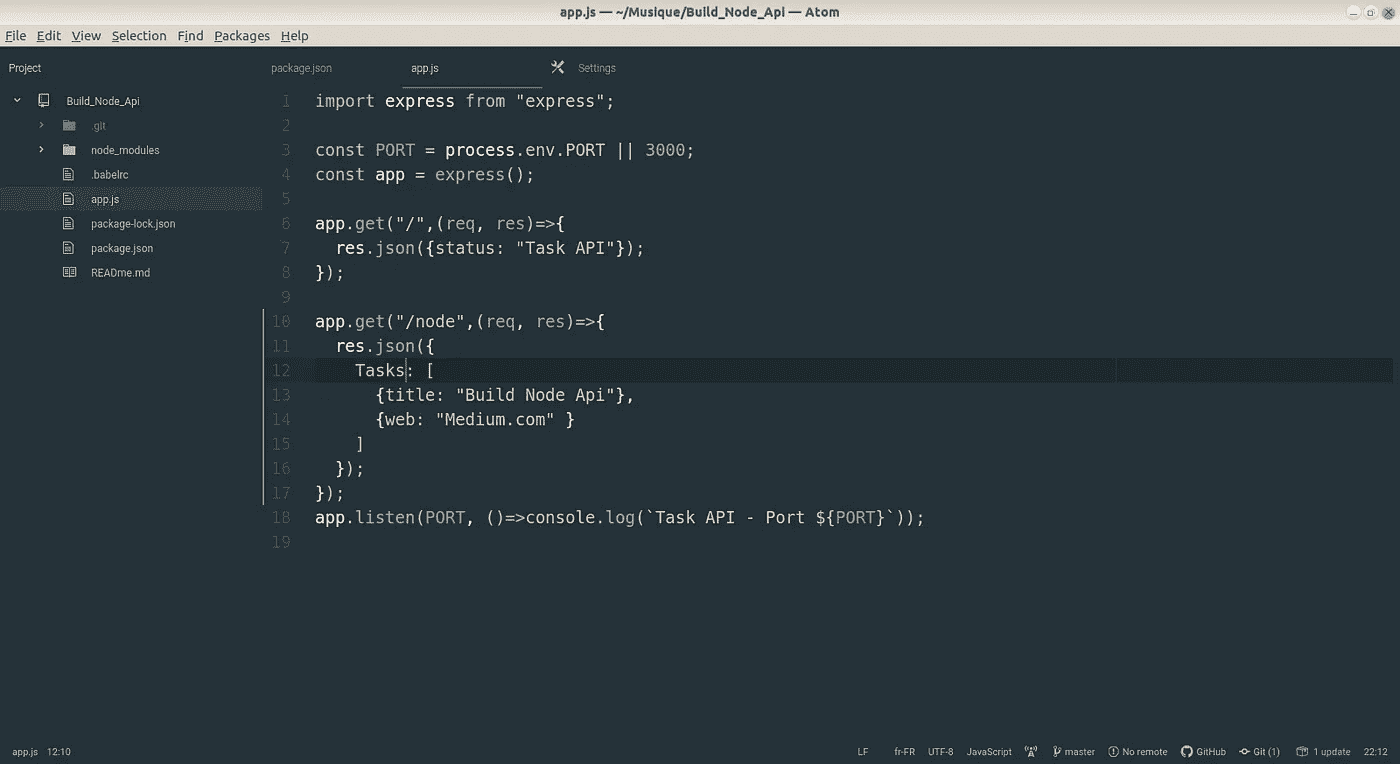 app.js — ~/Musique/Build_Node_Api — Atom
File Edit View Selection Find Packages Help
Project
package.json app.js Settings
Build_Node_Api
.git
node_modules
.babelrc
app.js
package-lock.json
package.json
READme.md
1 import express from "express";
2
3 const PORT = process.env.PORT || 3000;
4 const app = express();
5
6 app.get("/",(req, res)=>{
7   res.json({status: "Task API"});
8 });
9
10 app.get("/node",(req, res)=>{
11   res.json({
12     Tasks: [
13       {title: "Build Node Api"},
14       {web: "Medium.com" }
15     ]
16   });
17 });
18 app.listen(PORT, ()=>console.log(`Task API - Port ${PORT}`));
19
app.js 12:10 LF fr-FR UTF-8 JavaScript master No remote GitHub Git (1) 1 update 22:12